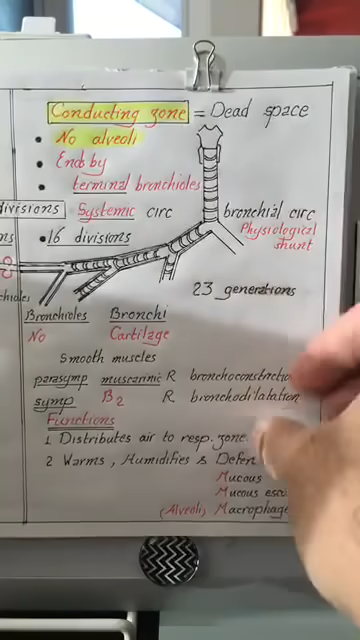 Conducting zone = Dead space
• No alveoli
• Ends by
• terminal bronchioles
divisions Systemic circ bronchial circ
Physiological shunt
• 16 divisions
23 generations
Bronchioles Bronchi
No Cartilage
Smooth muscles
parasymp muscarinic R bronchoconstriction
symp B2 R bronchodilatation
Functions
1 Distributes air to resp. zone.
2 Warms, Humidifies & Defen
Mucous
Mucous esc
(Alveoli) Macrophage